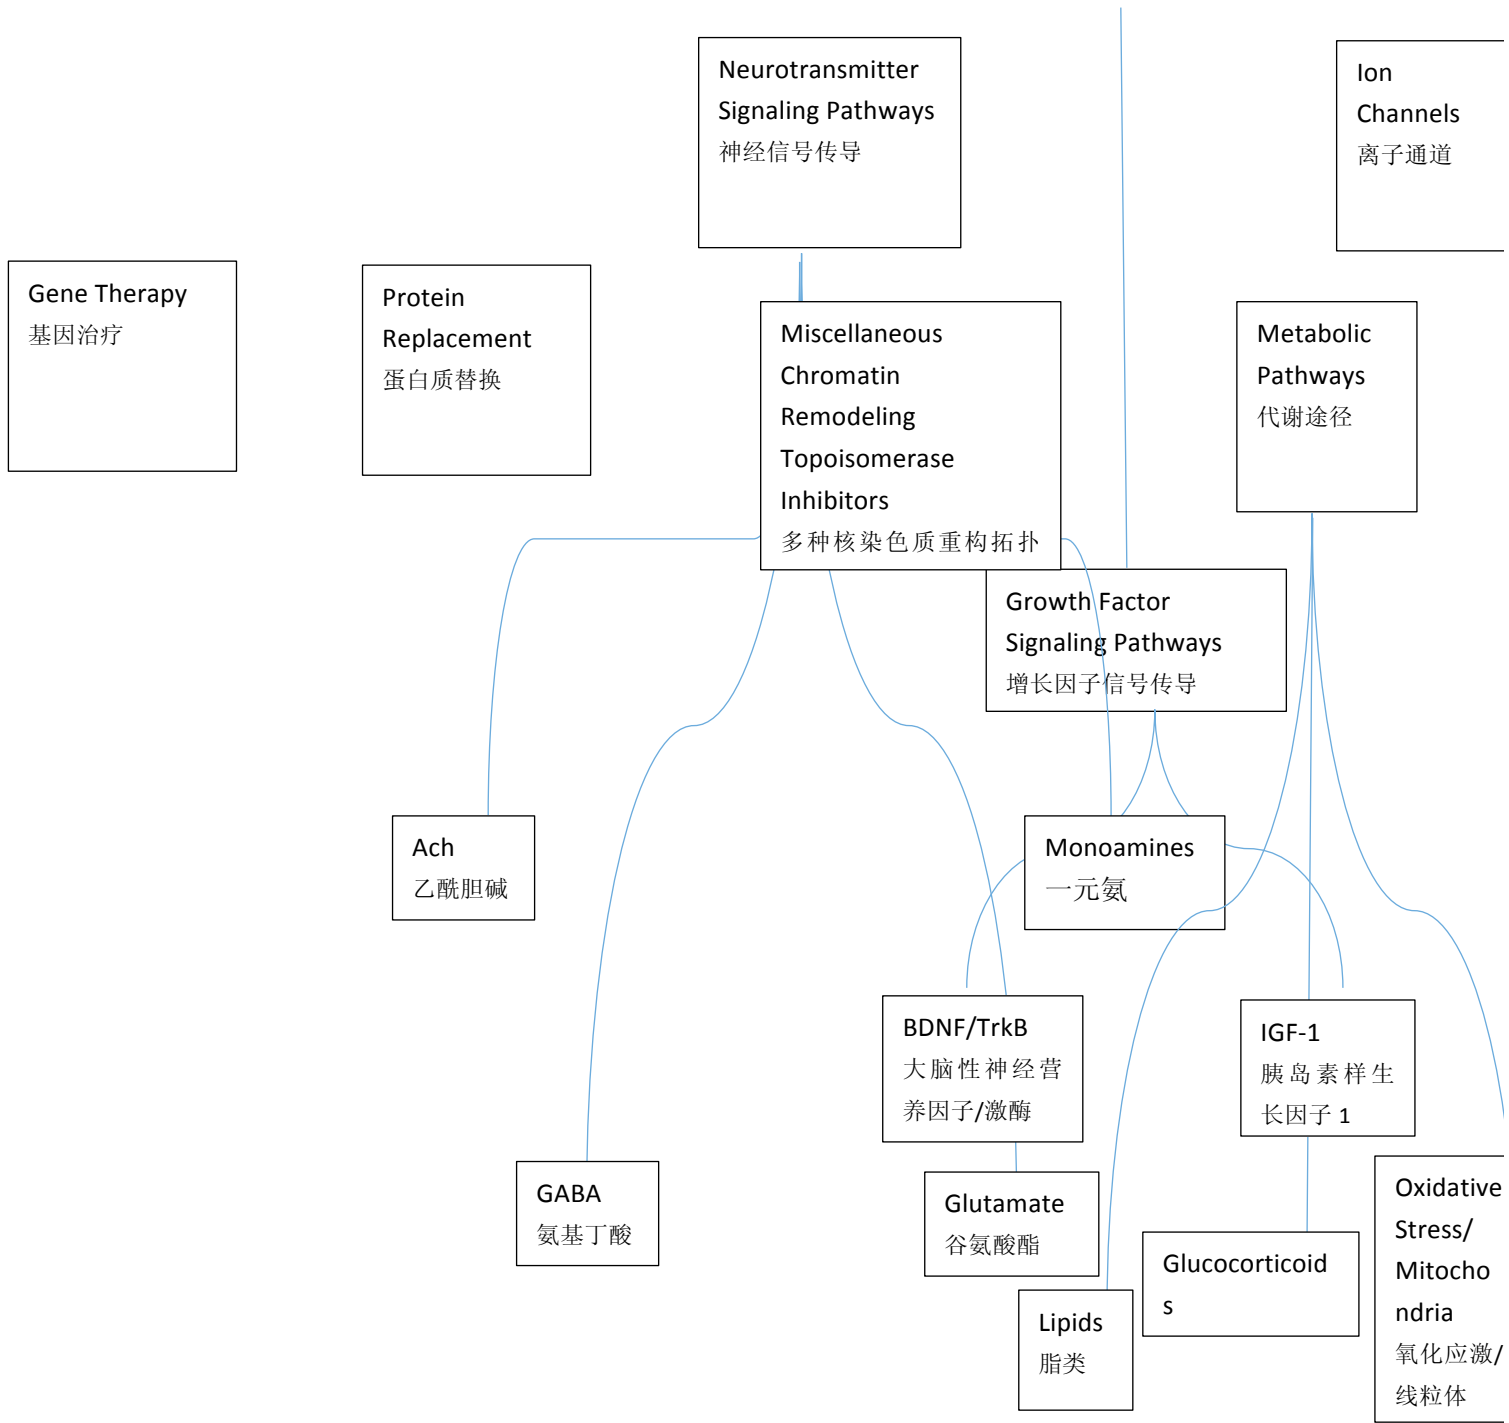 Neurotransmitter
Signaling Pathways
神经信号传导
Ion
Channels
离子通道
Gene Therapy
基因治疗
Protein
Replacement
蛋白质替换
Miscellaneous
Chromatin
Remodeling
Topoisomerase
Inhibitors
多种核染色质重构拓扑
Metabolic
Pathways
代谢途径
Growth Factor
Signaling Pathways
增长因子信号传导
Ach
乙酰胆碱
Monoamines
一元氨
BDNF/TrkB
大脑性神经营
养因子/激酶
IGF-1
胰岛素样生
长因子 1
GABA
氨基丁酸
Glutamate
谷氨酸酯
Glucocorticoid
s
Lipids
脂类
Oxidative
Stress/
Mitocho
ndria
氧化应激/
线粒体